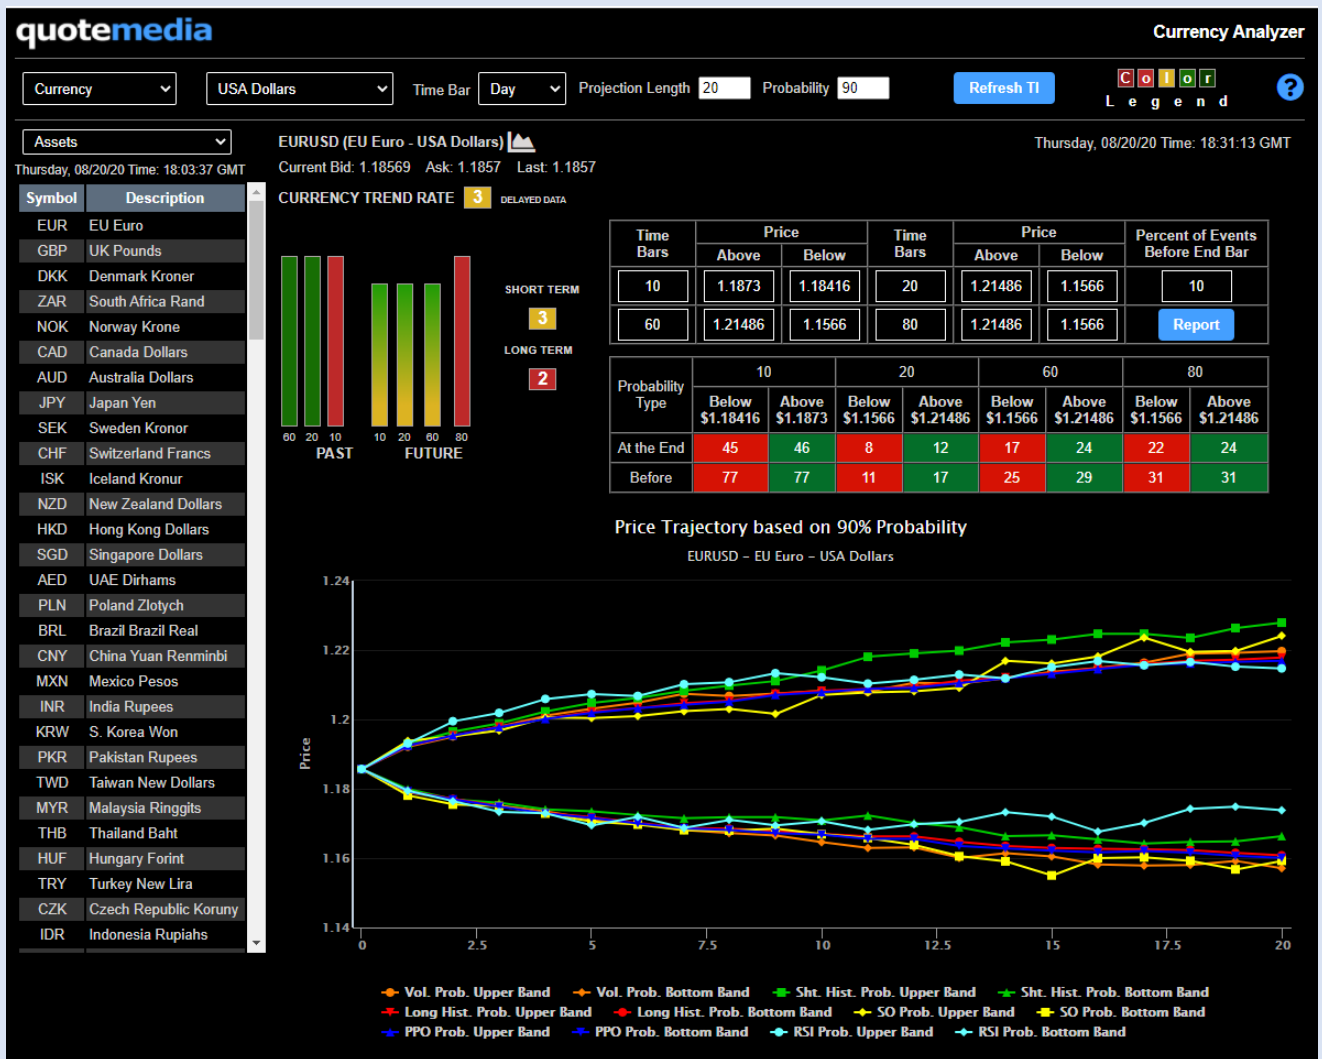 quotemedia
Currency Analyzer
Currency USA Dollars Time Bar Day Projection Length 20 Probability 90 Refresh TI Color ?
Legend
Assets
Thursday, 08/20/20 Time: 18:03:37 GMT
Symbol Description
EUR EU Euro
GBP UK Pounds
DKK Denmark Kroner
ZAR South Africa Rand
NOK Norway Krone
CAD Canada Dollars
AUD Australia Dollars
JPY Japan Yen
SEK Sweden Kronor
CHF Switzerland Francs
ISK Iceland Kronur
NZD New Zealand Dollars
HKD Hong Kong Dollars
SGD Singapore Dollars
AED UAE Dirhams
PLN Poland Zlotych
BRL Brazil Brazil Real
CNY China Yuan Renminbi
MXN Mexico Pesos
INR India Rupees
KRW S. Korea Won
PKR Pakistan Rupees
TWD Taiwan New Dollars
MYR Malaysia Ringgits
THB Thailand Baht
HUF Hungary Forint
TRY Turkey New Lira
CZK Czech Republic Koruny
IDR Indonesia Rupiahs
EURUSD (EU Euro - USA Dollars)
Thursday, 08/20/20 Time: 18:31:13 GMT
Current Bid: 1.18569 Ask: 1.1857 Last: 1.1857
CURRENCY TREND RATE 3 DELAYED DATA
60 20 10 10 20 60 80
PAST FUTURE
SHORT TERM
3
LONG TERM
2
Time Bars Price Time Bars Price Percent of Events Before End Bar
Above Below Above Below
10 1.1873 1.18416 20 1.21486 1.1566 10
60 1.21486 1.1566 80 1.21486 1.1566 Report
Probability Type 10 20 60 80
Below $1.18416 Above $1.1873 Below $1.1566 Above $1.21486 Below $1.1566 Above $1.21486 Below $1.1566 Above $1.21486
At the End 45 46 8 12 17 24 22 24
Before 77 77 11 17 25 29 31 31
Price Trajectory based on 90% Probability
EURUSD – EU Euro – USA Dollars
Price
1.24
1.22
1.2
1.18
1.16
1.14
0 2.5 5 7.5 10 12.5 15 17.5 20
Vol. Prob. Upper Band Vol. Prob. Bottom Band Sht. Hist. Prob. Upper Band Sht. Hist. Prob. Bottom Band
Long Hist. Prob. Upper Band Long Hist. Prob. Bottom Band SO Prob. Upper Band SO Prob. Bottom Band
PPO Prob. Upper Band PPO Prob. Bottom Band RSI Prob. Upper Band RSI Prob. Bottom Band